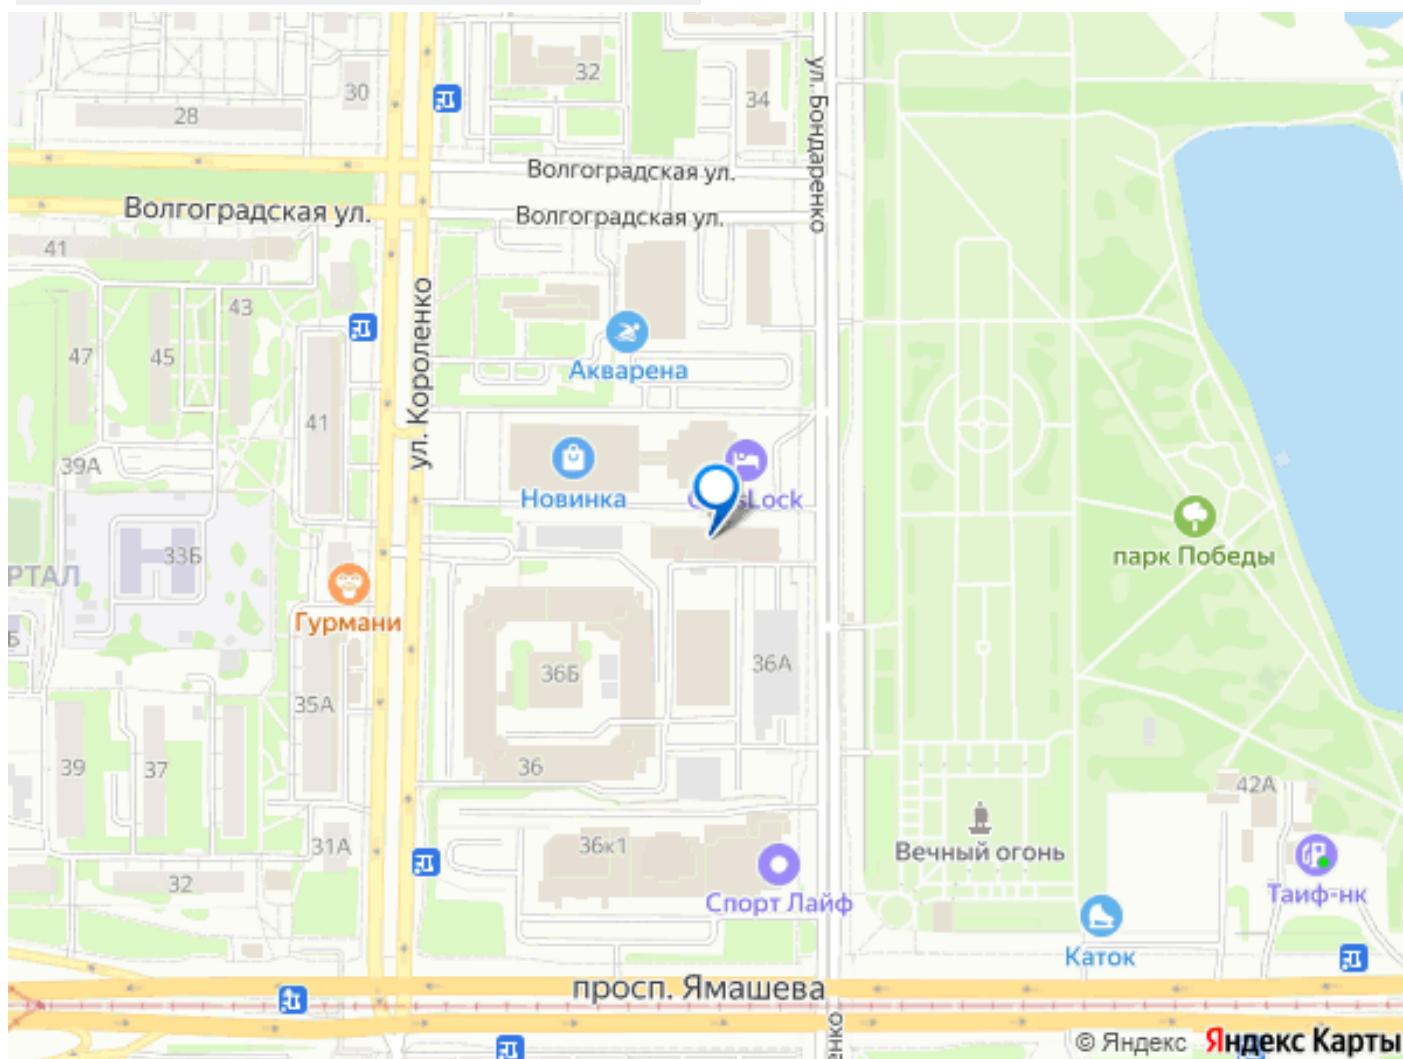 32
30
34
28
ул. Бондаренко
Волгоградская ул.
Волгоградская ул.
Волгоградская ул.
41
43
ул. Короленко
47
45
Акварена
41
39А
Новинка
Lock
33Б
парк Победы
РТАЛ
Гурмани
Б
36Б
36А
35А
39
37
36
42А
31А
36к1
Вечный огонь
32
Спорт Лайф
Таиф-нк
Каток
просп. Ямашева
енко
© Яндекс Яндекс Карты